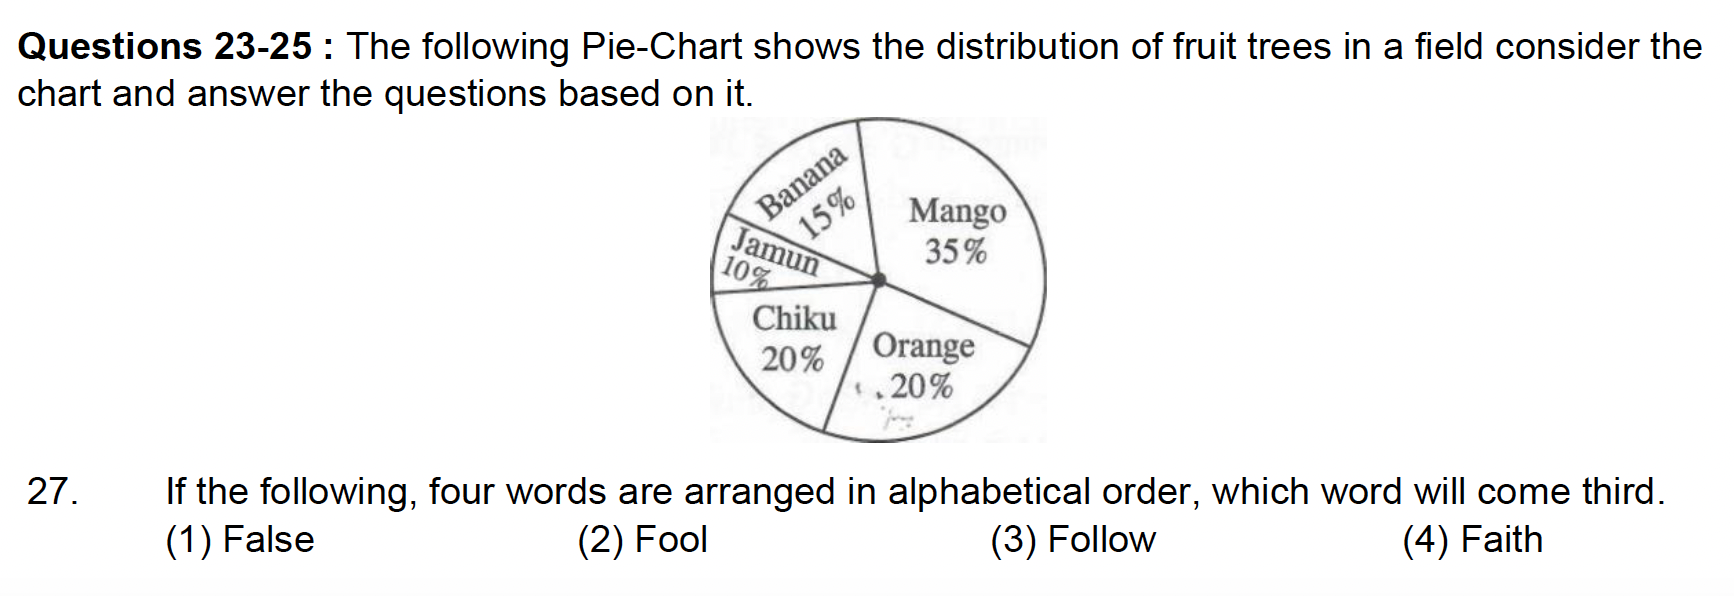 Questions 23-25 : The following Pie-Chart shows the distribution of fruit trees in a field consider the
chart and answer the questions based on it.
Banana
15%
Mango
35%
Jamun
10%
Chiku
20%
Orange
20%
27. If the following, four words are arranged in alphabetical order, which word will come third.
(1) False (2) Fool (3) Follow (4) Faith